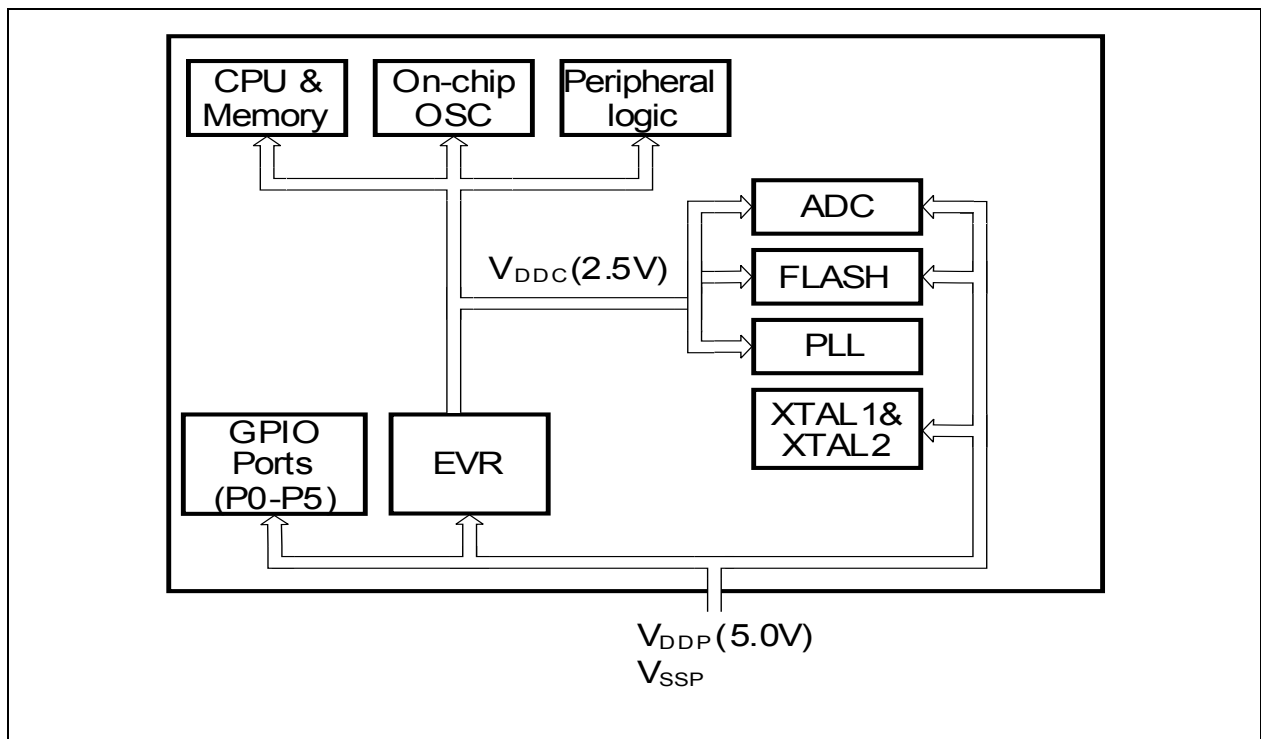 CPU &
Memory
On-chip
OSC
Peripheral
logic
ADC
FLASH
PLL
XTAL1&
XTAL2
VDDC(2.5V)
GPIO
Ports
(P0-P5)
EVR
VDDP(5.0V)
VSSP